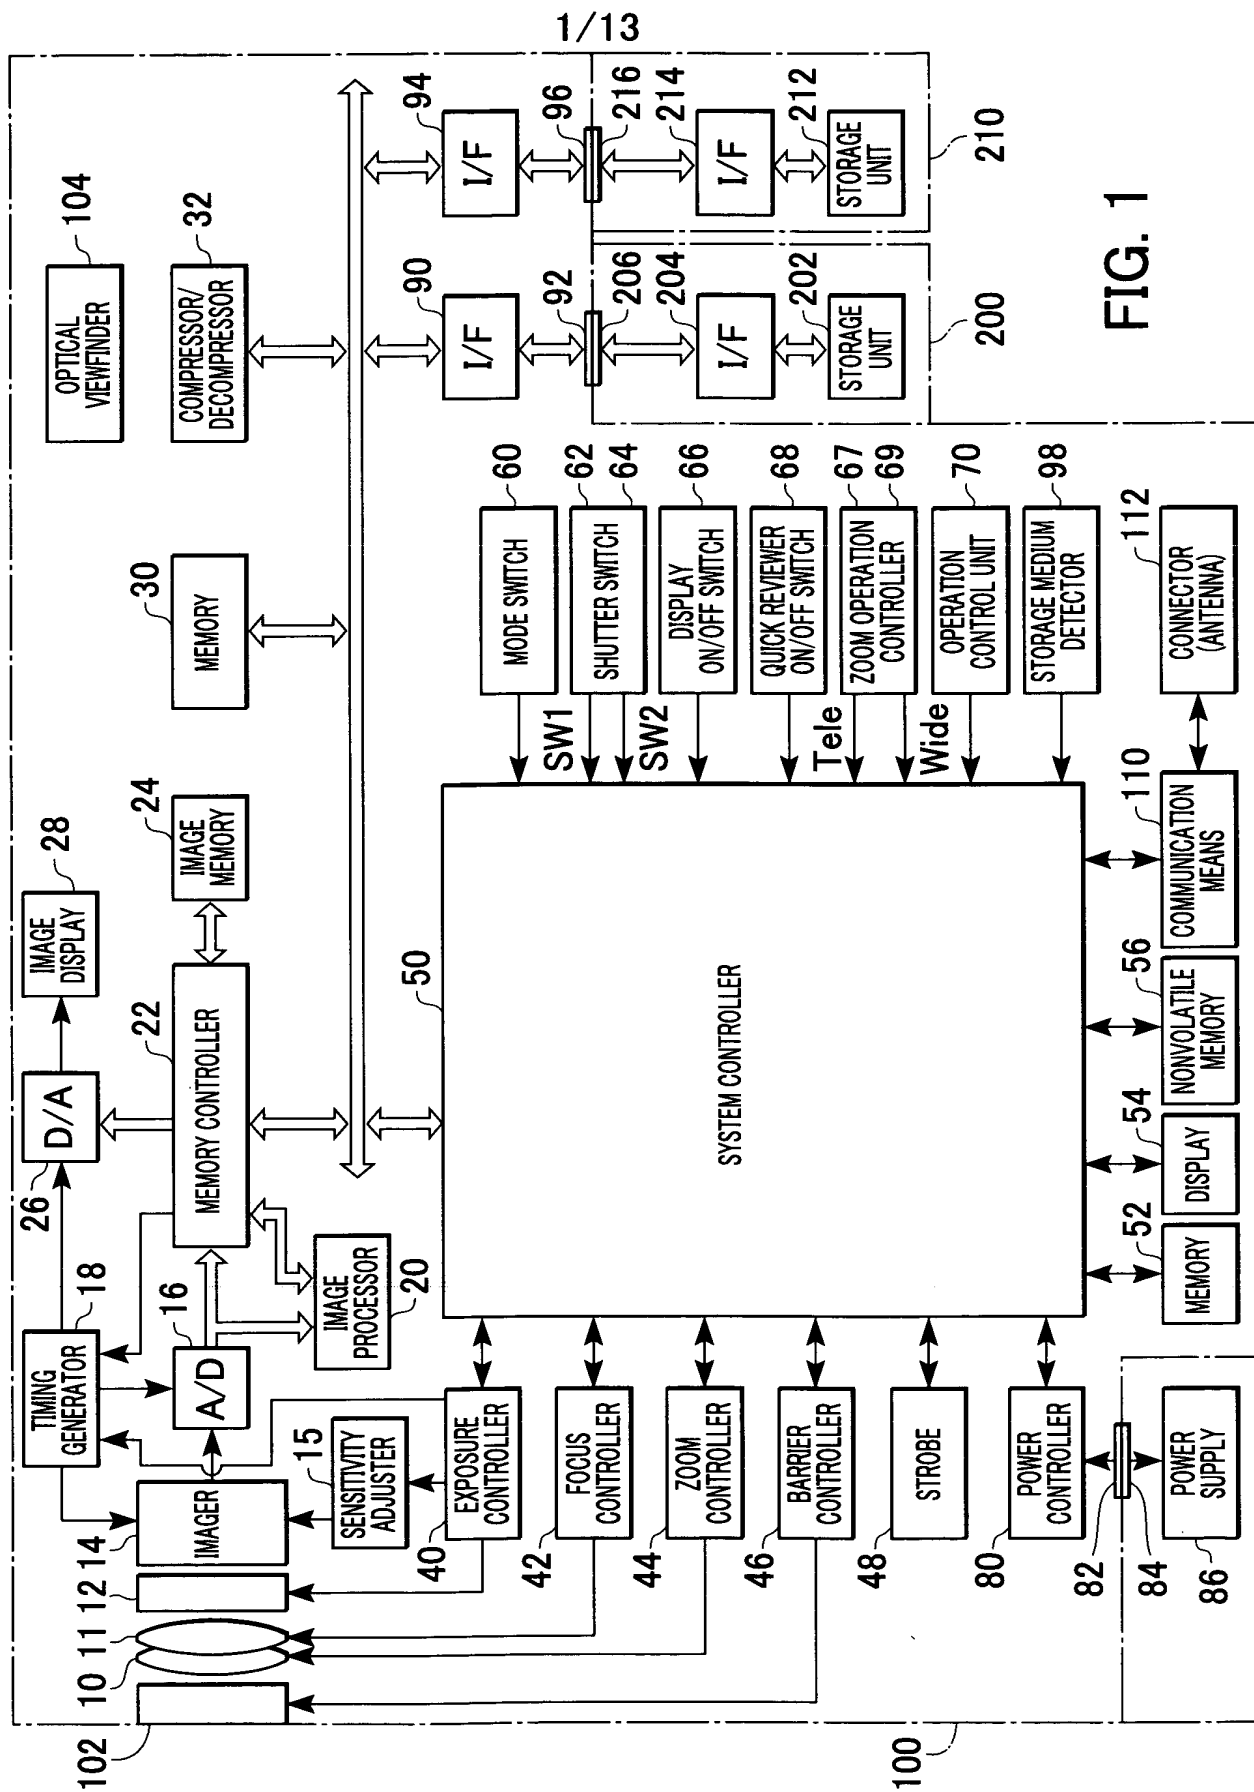 1/13
102
10
11
12
14
IMAGER
TIMING
GENERATOR
18
A/D
16
26
D/A
IMAGE
DISPLAY
28
MEMORY CONTROLLER
22
IMAGE
MEMORY
24
MEMORY
30
COMPRESSOR/
DECOMPRESSOR
32
OPTICAL
VIEWFINDER
104
IMAGE
PROCESSOR
20
SENSITIVITY
ADJUSTER
15
EXPOSURE
CONTROLLER
40
FOCUS
CONTROLLER
42
ZOOM
CONTROLLER
44
BARRIER
CONTROLLER
46
STROBE
48
POWER
CONTROLLER
80
82
84
POWER
SUPPLY
86
100
SYSTEM CONTROLLER
50
MEMORY
52
DISPLAY
54
NONVOLATILE
MEMORY
56
COMMUNICATION
MEANS
110
CONNECTOR
(ANTENNA)
112
MODE SWITCH
60
SW1
SHUTTER SWITCH
62
64
SW2
DISPLAY
ON/OFF SWITCH
66
QUICK REVIEWER
ON/OFF SWITCH
68
Tele
ZOOM OPERATION
CONTROLLER
67
69
Wide
OPERATION
CONTROL UNIT
70
STORAGE MEDIUM
DETECTOR
98
I/F
90
92
206
I/F
204
STORAGE
UNIT
202
200
I/F
94
96
216
I/F
214
STORAGE
UNIT
212
210
FIG. 1